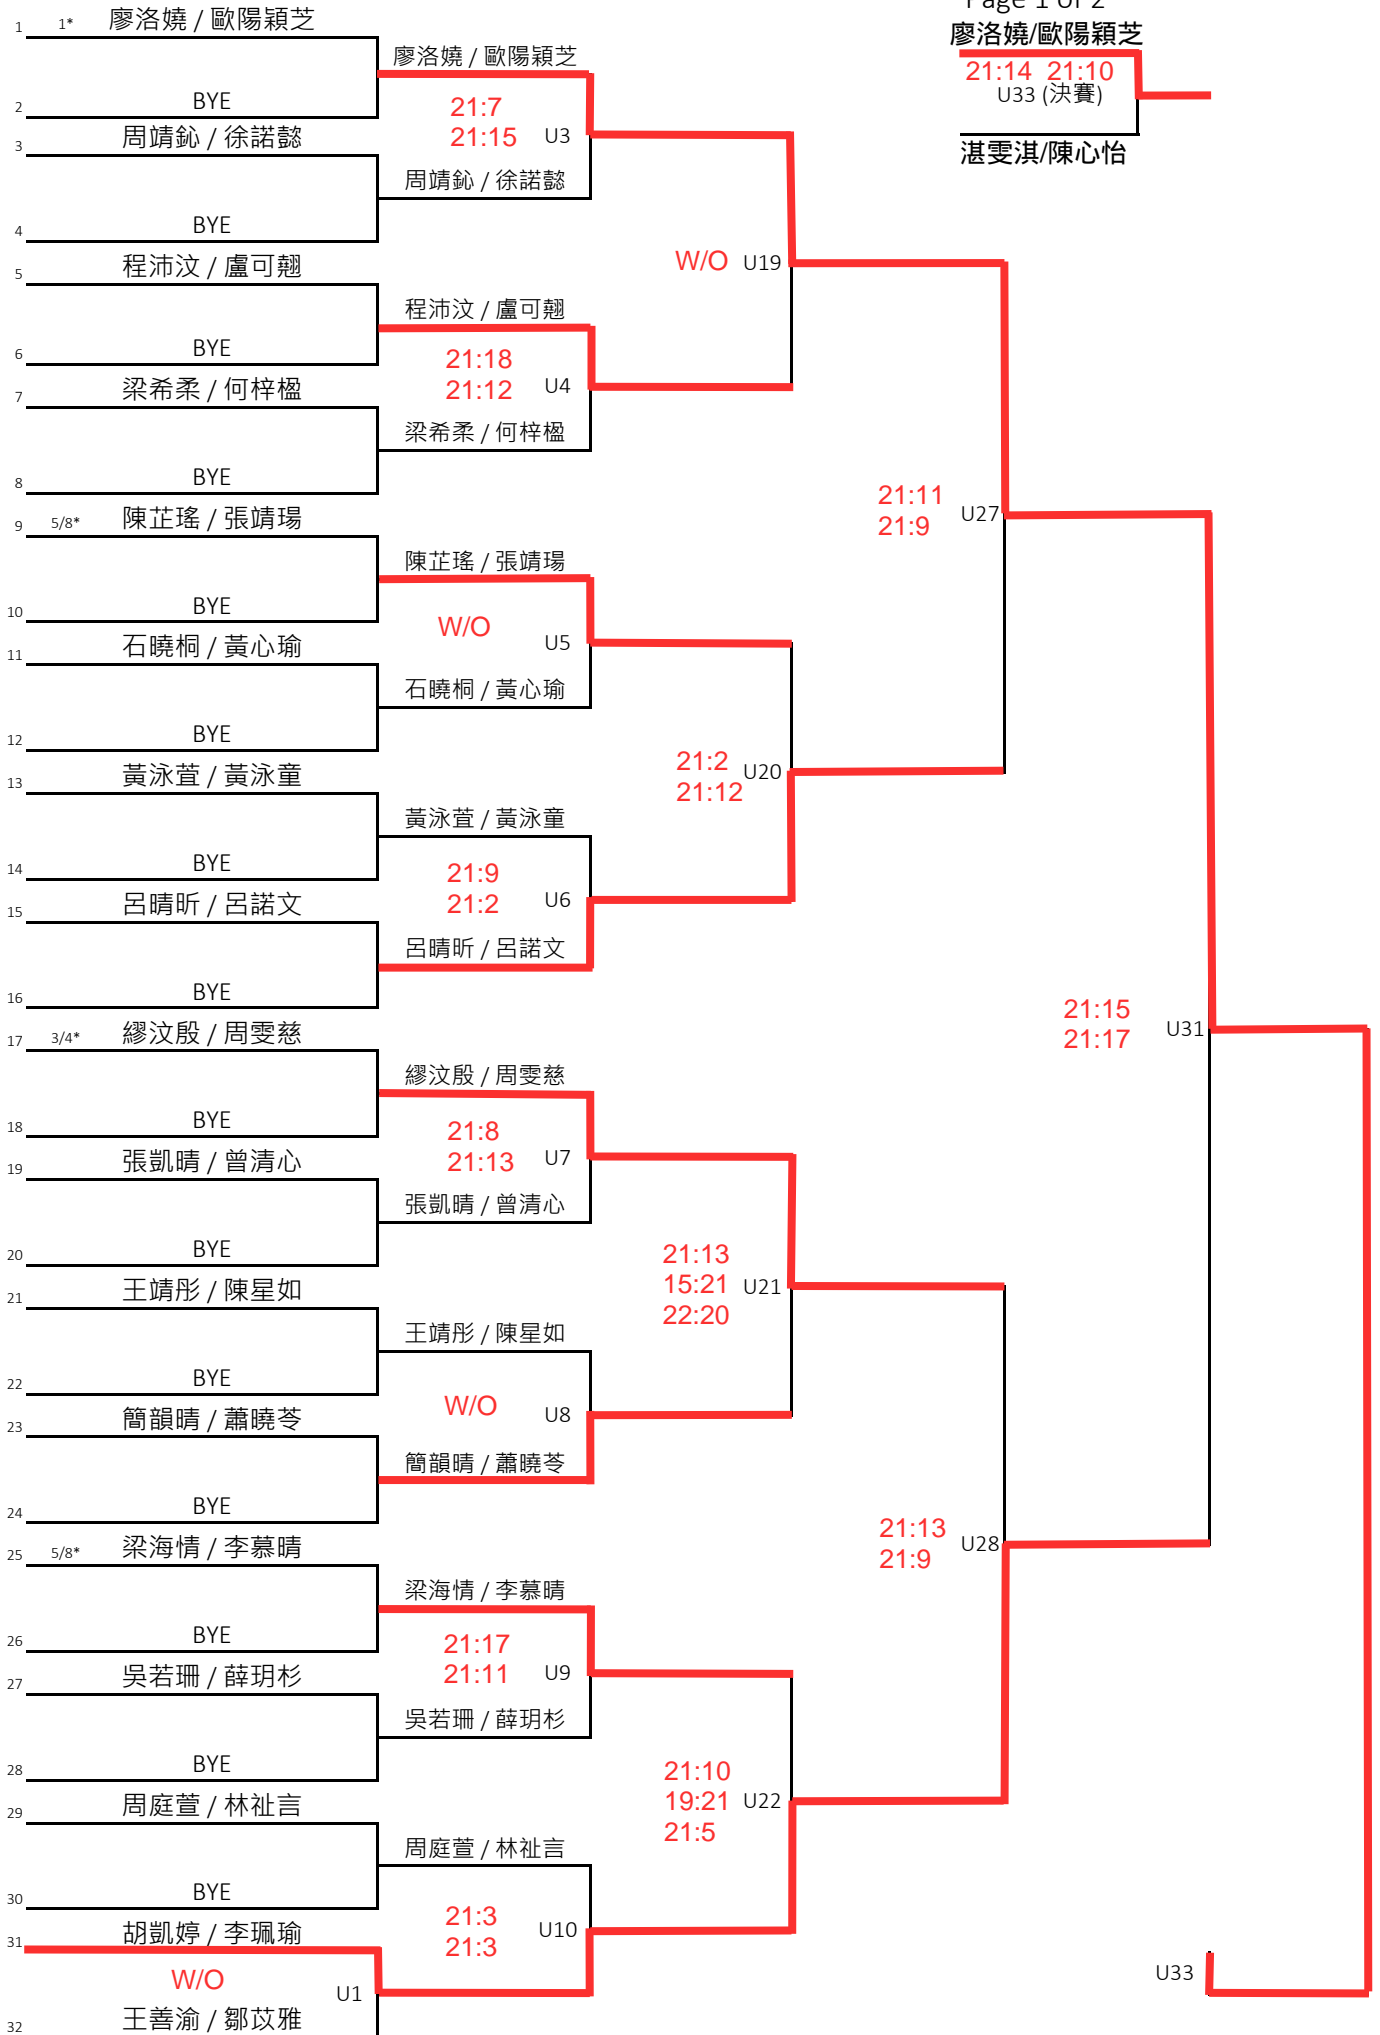 Page 1 of 2
1 1* 廖洛嬈 / 歐陽穎芝
廖洛嬈/歐陽穎芝
21:14 21:10
U33 (決賽)
湛雯淇/陳心怡
廖洛嬈 / 歐陽穎芝
2 BYE
21:7
21:15 U3
3 周靖鈊 / 徐諾懿
周靖鈊 / 徐諾懿
4 BYE
W/O U19
5 程沛汶 / 盧可翹
程沛汶 / 盧可翹
6 BYE
21:18
21:12 U4
7 梁希柔 / 何梓楹
梁希柔 / 何梓楹
8 BYE
21:11
21:9 U27
9 5/8* 陳芷瑤 / 張靖瑒
陳芷瑤 / 張靖瑒
10 BYE
W/O U5
11 石曉桐 / 黃心瑜
石曉桐 / 黃心瑜
12 BYE
21:2
21:12 U20
13 黃泳萓 / 黃泳童
黃泳萓 / 黃泳童
14 BYE
21:9
21:2 U6
15 呂晴昕 / 呂諾文
呂晴昕 / 呂諾文
16 BYE
21:15
21:17 U31
17 3/4* 繆汶殷 / 周雯慈
繆汶殷 / 周雯慈
18 BYE
21:8
21:13 U7
19 張凱晴 / 曾清心
張凱晴 / 曾清心
20 BYE
21:13
15:21 U21
22:20
21 王靖彤 / 陳星如
王靖彤 / 陳星如
22 BYE
W/O U8
23 簡韻晴 / 蕭曉苓
簡韻晴 / 蕭曉苓
24 BYE
21:13
21:9 U28
25 5/8* 梁海情 / 李慕晴
梁海情 / 李慕晴
26 BYE
21:17
21:11 U9
27 吳若珊 / 薛玥杉
吳若珊 / 薛玥杉
28 BYE
21:10
19:21 U22
21:5
29 周庭萱 / 林祉言
周庭萱 / 林祉言
30 BYE
21:3
21:3 U10
31 胡凱婷 / 李珮瑜
W/O U1
U33
32 王善渝 / 鄒苡雅